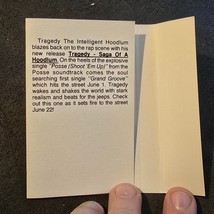 Tragedy The Intelligent Hoodlum
blazes back on to the rap scene with his
new release Tragedy - Saga Of A
Hoodlum. On the heels of the explosive
single "Posse (Shoot 'Em Up)" from the
Posse soundtrack comes the soul
searching first single "Grand Groove"
which hits the street June 1. Tragedy
wakes and shakes the world with stark
realism and beats for the jeeps. Check
out this one as it sets fire to the street
June 22!